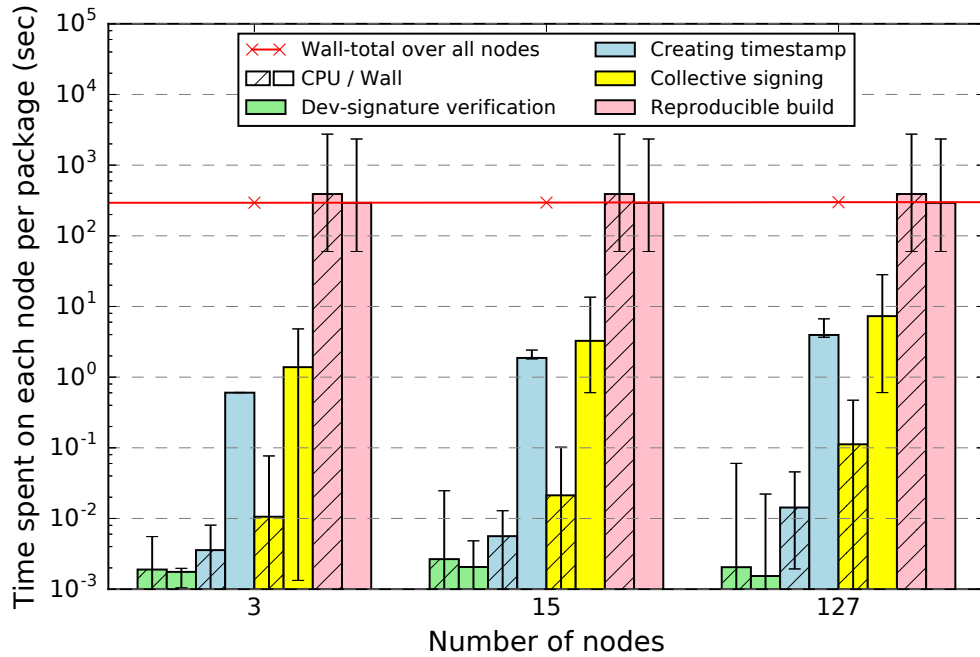 Time spent on each node per package (sec)
10^5
10^4
10^3
10^2
10^1
10^0
10^-1
10^-2
10^-3
Wall-total over all nodes
CPU / Wall
Dev-signature verification
Creating timestamp
Collective signing
Reproducible build
3
15
127
Number of nodes